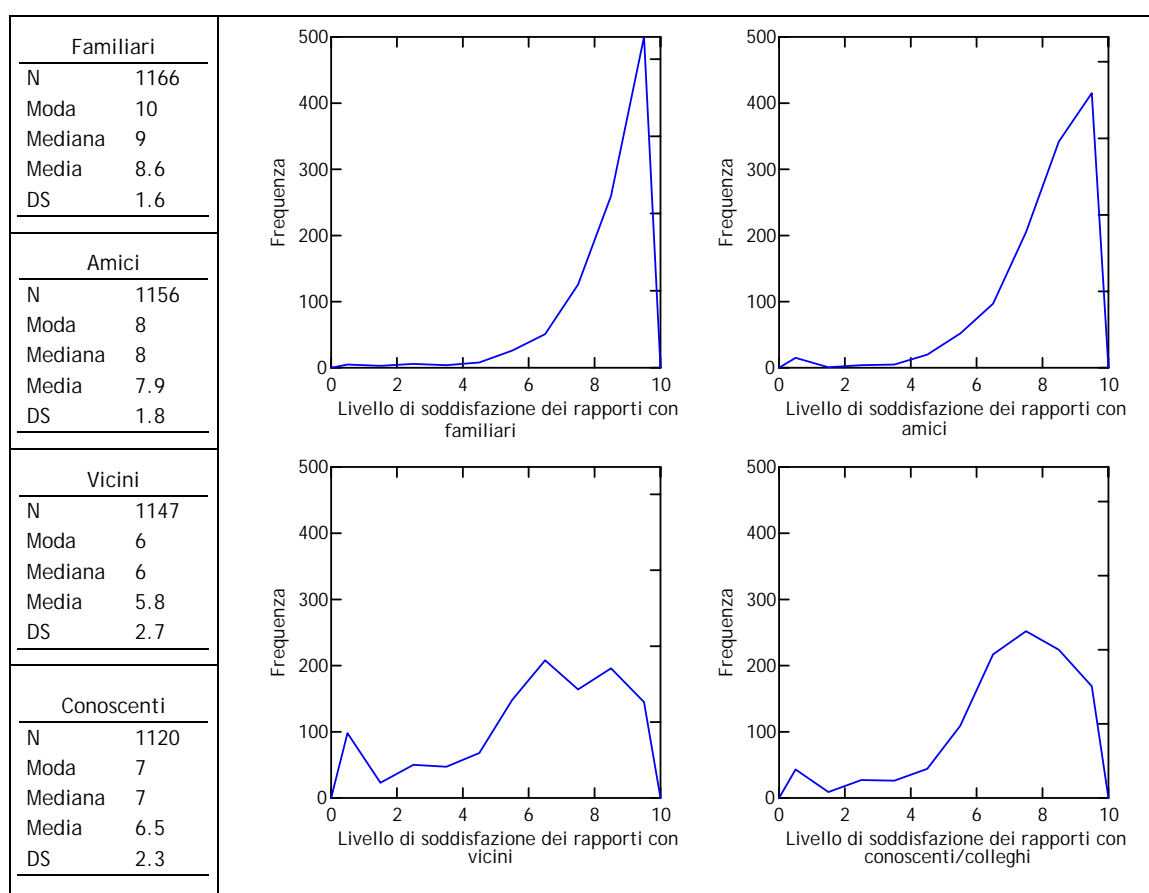 Familiari
N 1166
Moda 10
Mediana 9
Media 8.6
DS 1.6
Amici
N 1156
Moda 8
Mediana 8
Media 7.9
DS 1.8
Vicini
N 1147
Moda 6
Mediana 6
Media 5.8
DS 2.7
Conoscenti
N 1120
Moda 7
Mediana 7
Media 6.5
DS 2.3
500
400
300
200
100
0
Frequenza
0 2 4 6 8 10
Livello di soddisfazione dei rapporti con
familiari
500
400
300
200
100
0
Frequenza
0 2 4 6 8 10
Livello di soddisfazione dei rapporti con
amici
500
400
300
200
100
0
Frequenza
0 2 4 6 8 10
Livello di soddisfazione dei rapporti con
vicini
500
400
300
200
100
0
Frequenza
0 2 4 6 8 10
Livello di soddisfazione dei rapporti con
conoscenti/colleghi